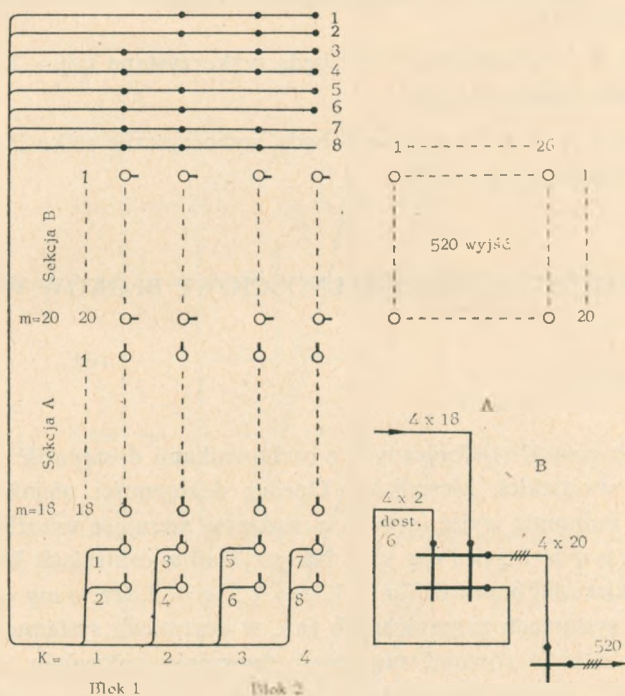 1
2
3
4
5
6
7
8
1
Sekcja B
m=20 20
1
Sekcja A
m=18 18
1 3 5 7
4 6 8
K = 1 2 3 4
Blok 1 Blok 2
1 26
1
520 wyjść
20
A
4 x 18
B
4 x 2
dost.
6
4 x 20
520